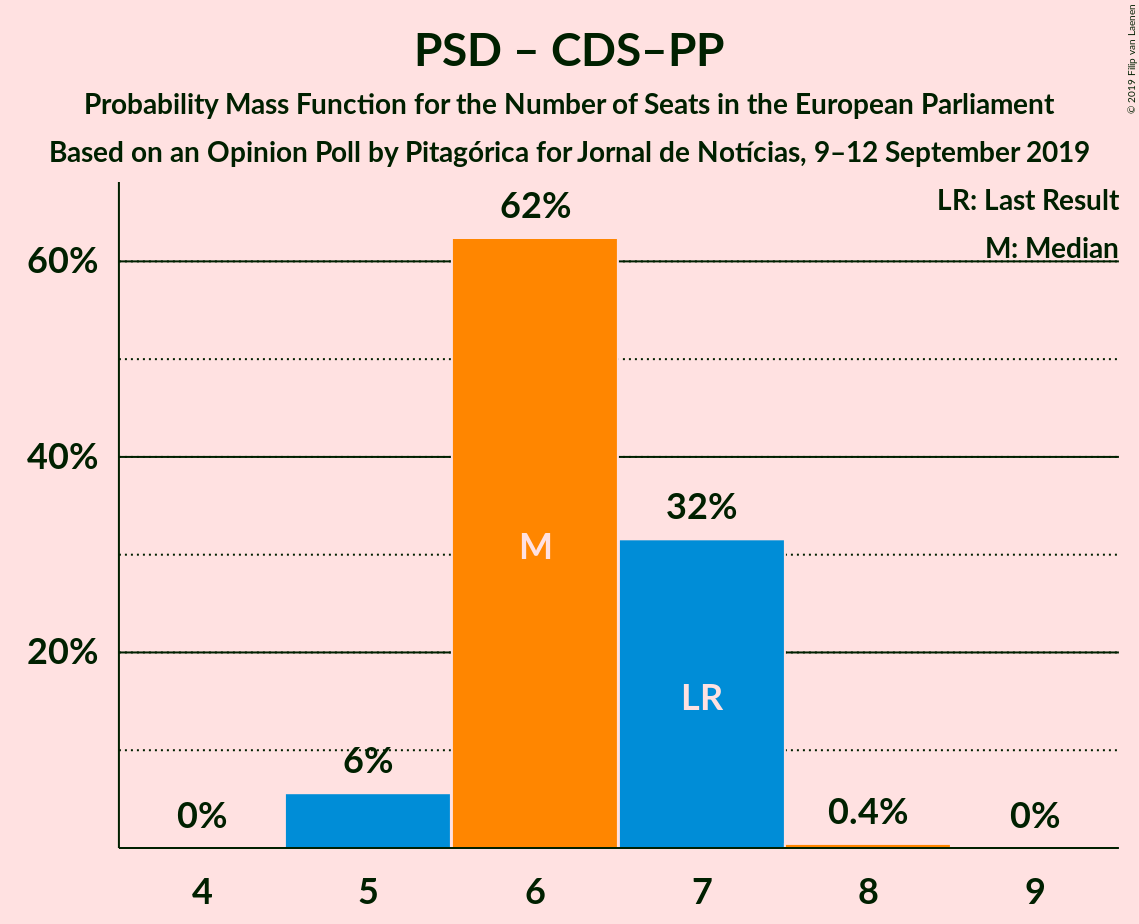 PSD – CDS–PP
Probability Mass Function for the Number of Seats in the European Parliament
Based on an Opinion Poll by Pitagórica for Jornal de Notícias, 9–12 September 2019
© 2019 Filip van Laenen
LR: Last Result
M: Median
62%
60%
40%
32%
M
20%
LR
6%
0%
0.4%
0%
4 5 6 7 8 9